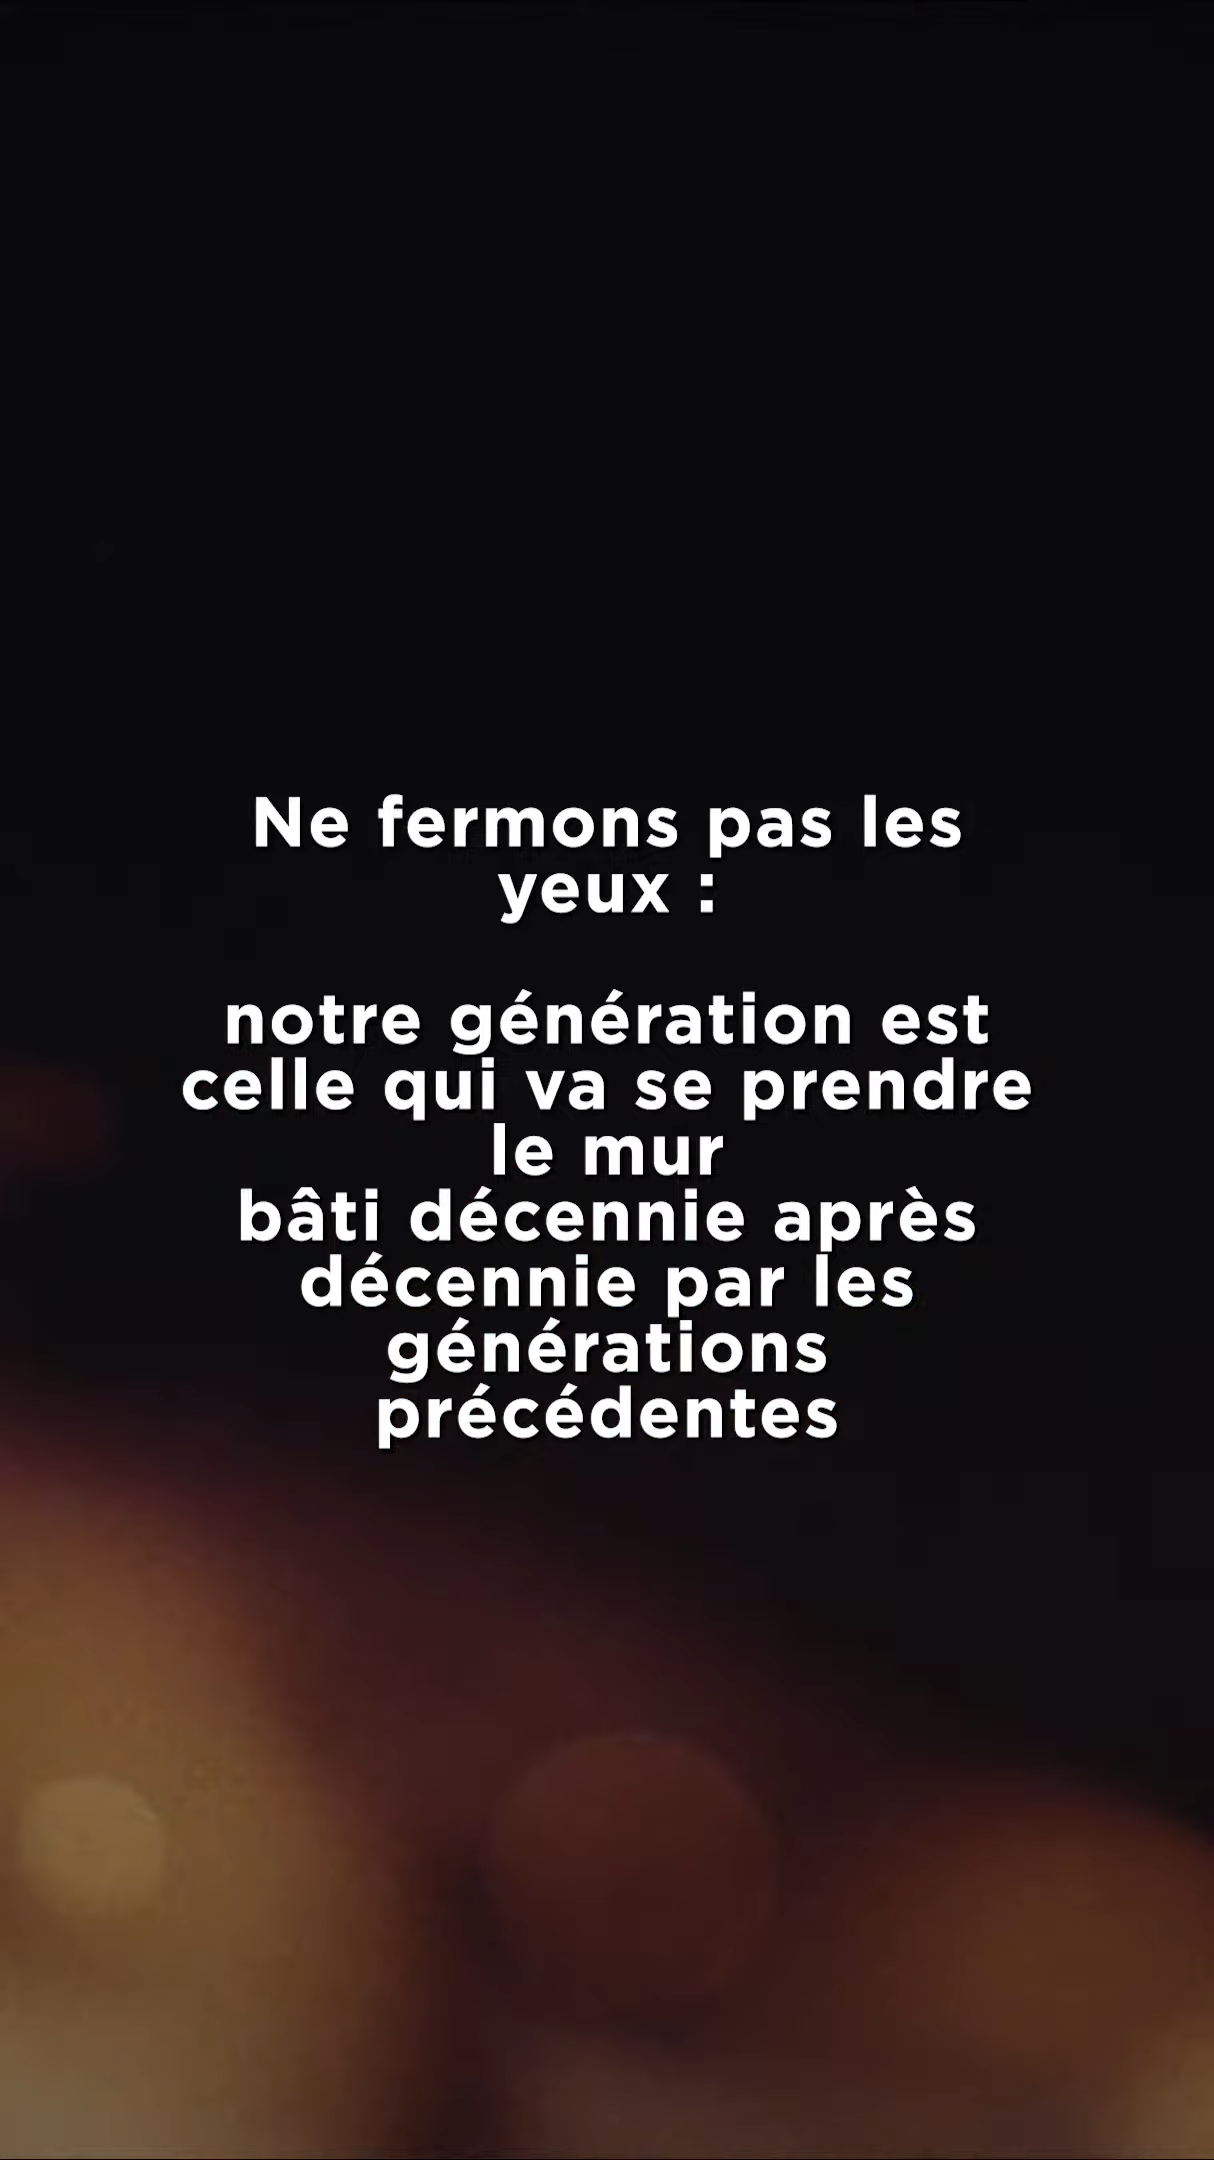 Ne fermons pas les
yeux :
notre génération est
celle qui va se prendre
le mur
bâti décennie après
décennie par les
générations
précédentes